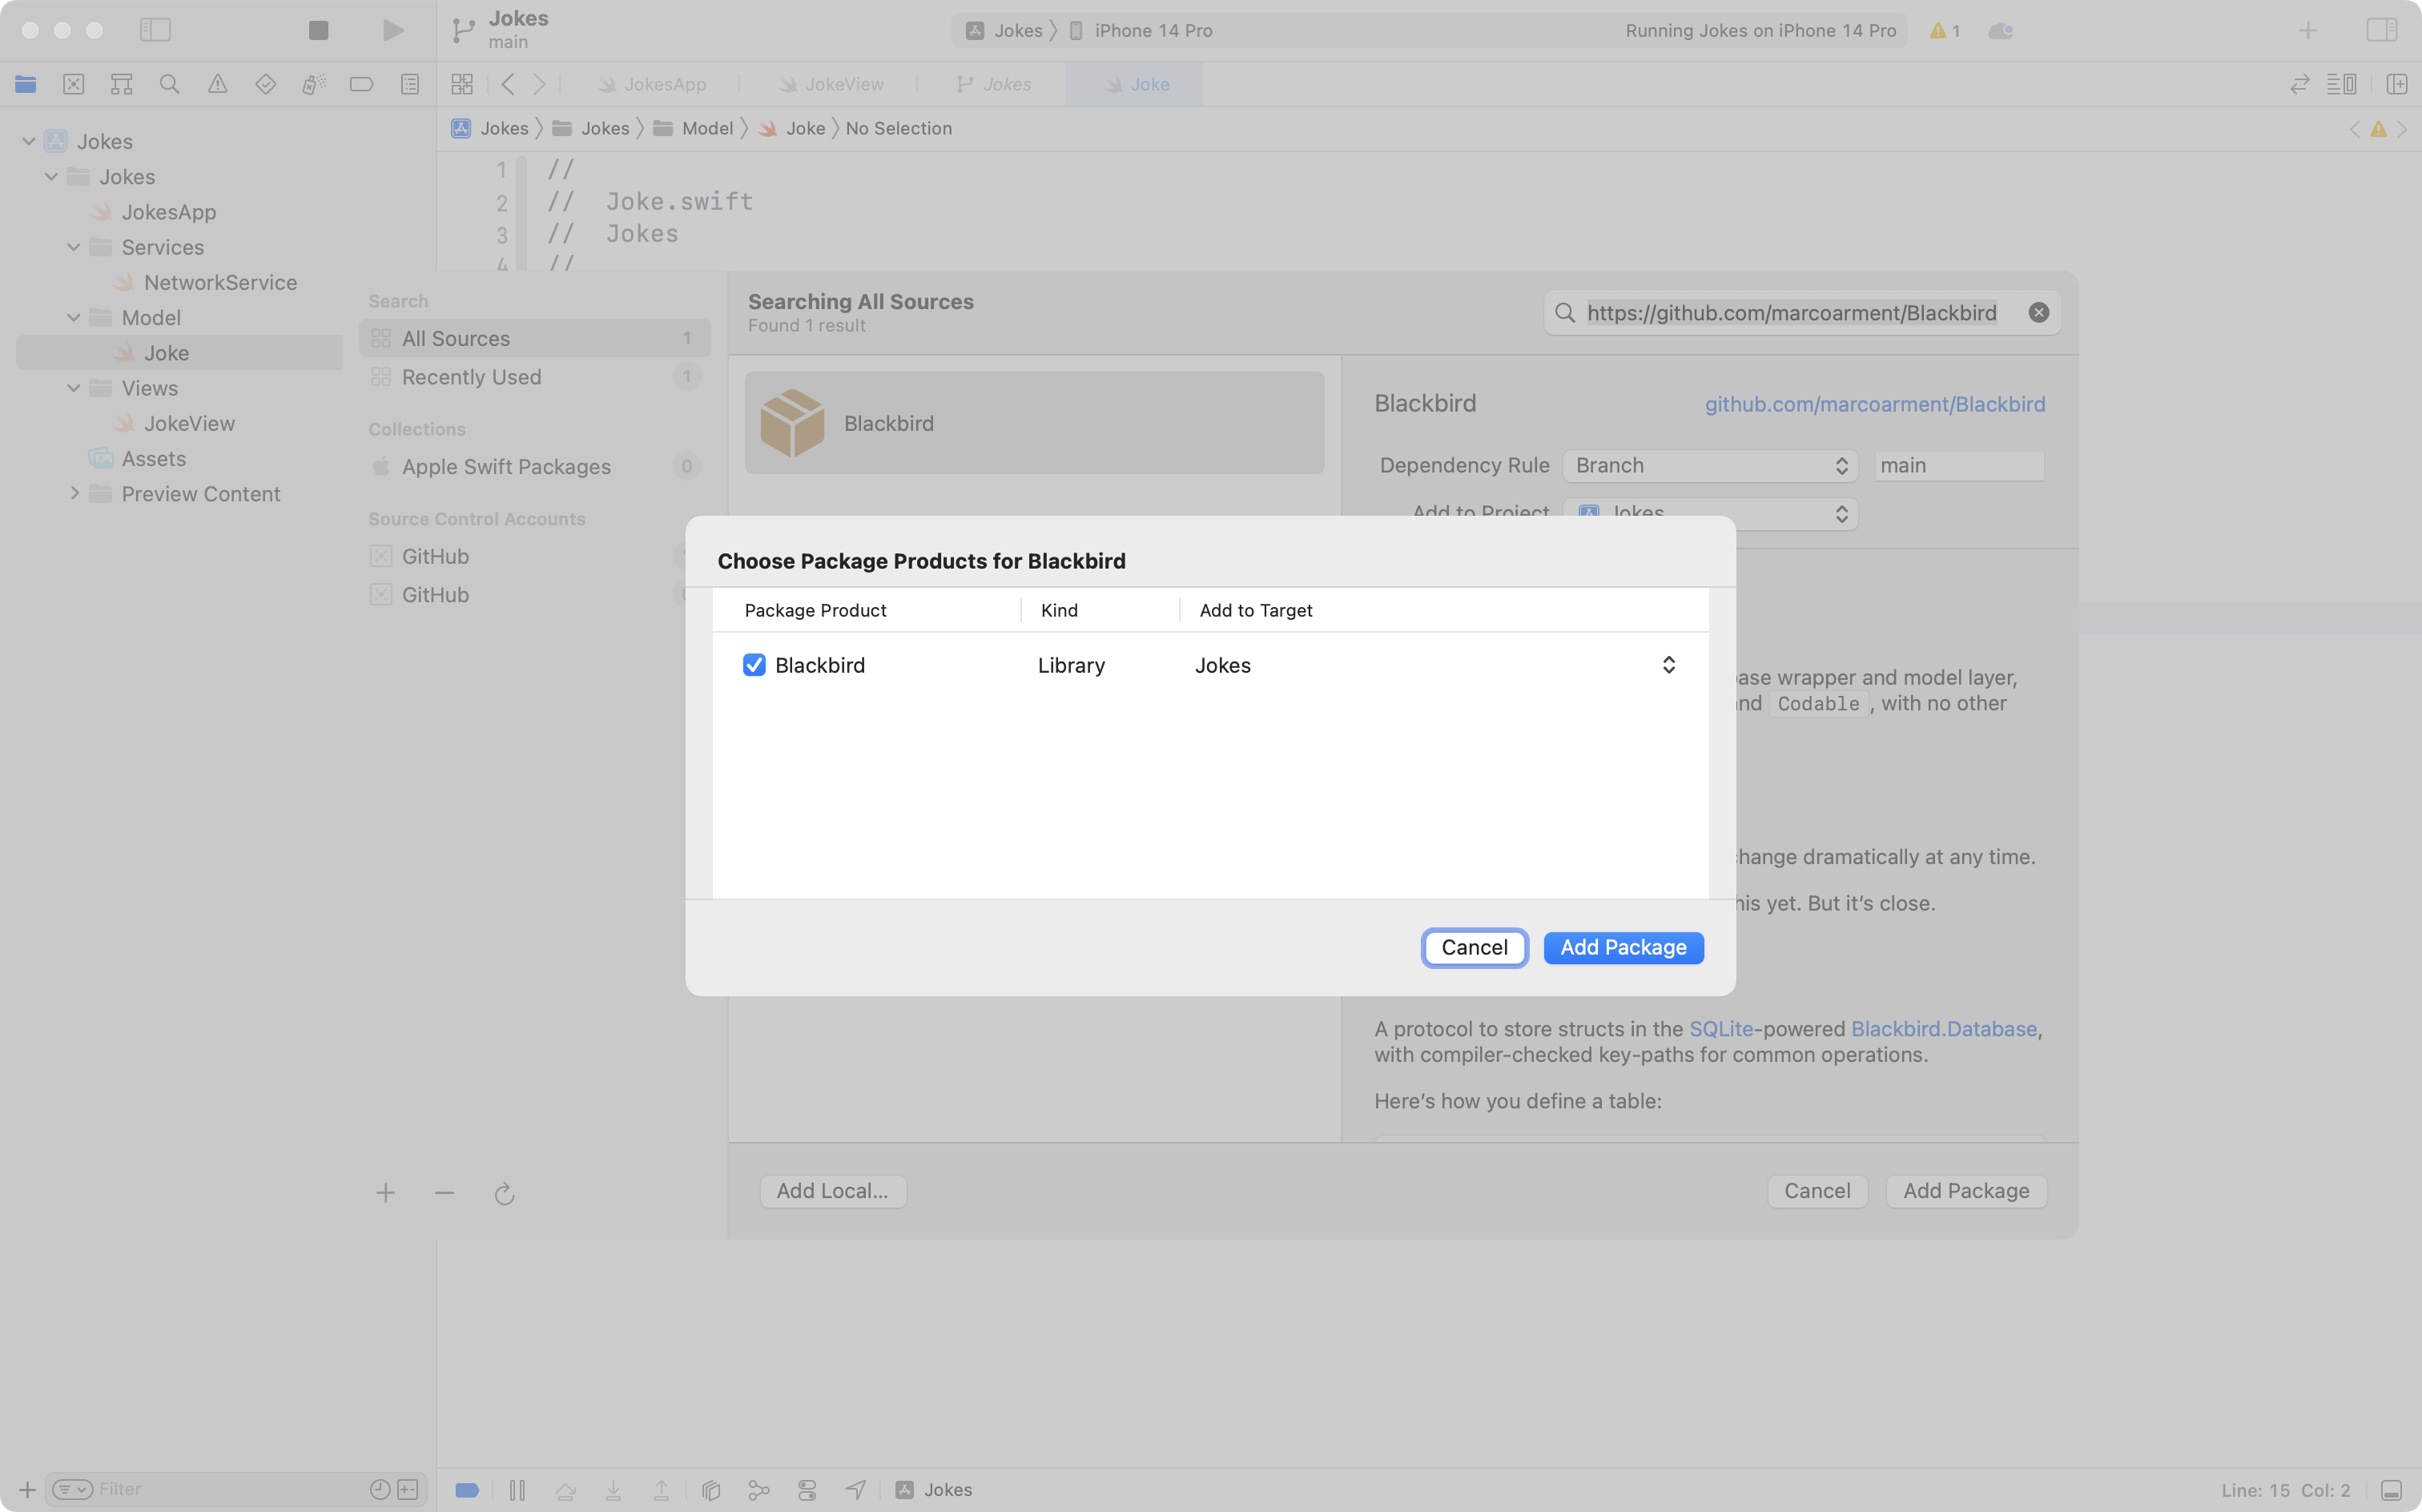 Jokes
main
Jokes
iPhone 14 Pro
Running Jokes on iPhone 14 Pro
1
JokesApp
JokeView
Jokes
Joke
Jokes
Jokes
Model
Joke
No Selection
Jokes
Jokes
JokesApp
Services
NetworkService
Model
Joke
Views
JokeView
Assets
Preview Content
1 //
2 // Joke.swift
3 // Jokes
4 //
Search
All Sources 1
Recently Used 1
Collections
Apple Swift Packages 0
Source Control Accounts
GitHub
GitHub
Searching All Sources
Found 1 result
https://github.com/marcoarment/Blackbird
Blackbird
Blackbird
github.com/marcoarment/Blackbird
Dependency Rule Branch main
Add to Project Jokes
Choose Package Products for Blackbird
Package Product Kind Add to Target
Blackbird Library Jokes
Cancel Add Package
wrapper and model layer,
Codable , with no other
change dramatically at any time.
yet. But it’s close.
A protocol to store structs in the SQLite-powered Blackbird.Database,
with compiler-checked key-paths for common operations.
Here’s how you define a table:
Add Local...
Cancel
Add Package
Filter
Jokes
Line: 15 Col: 2